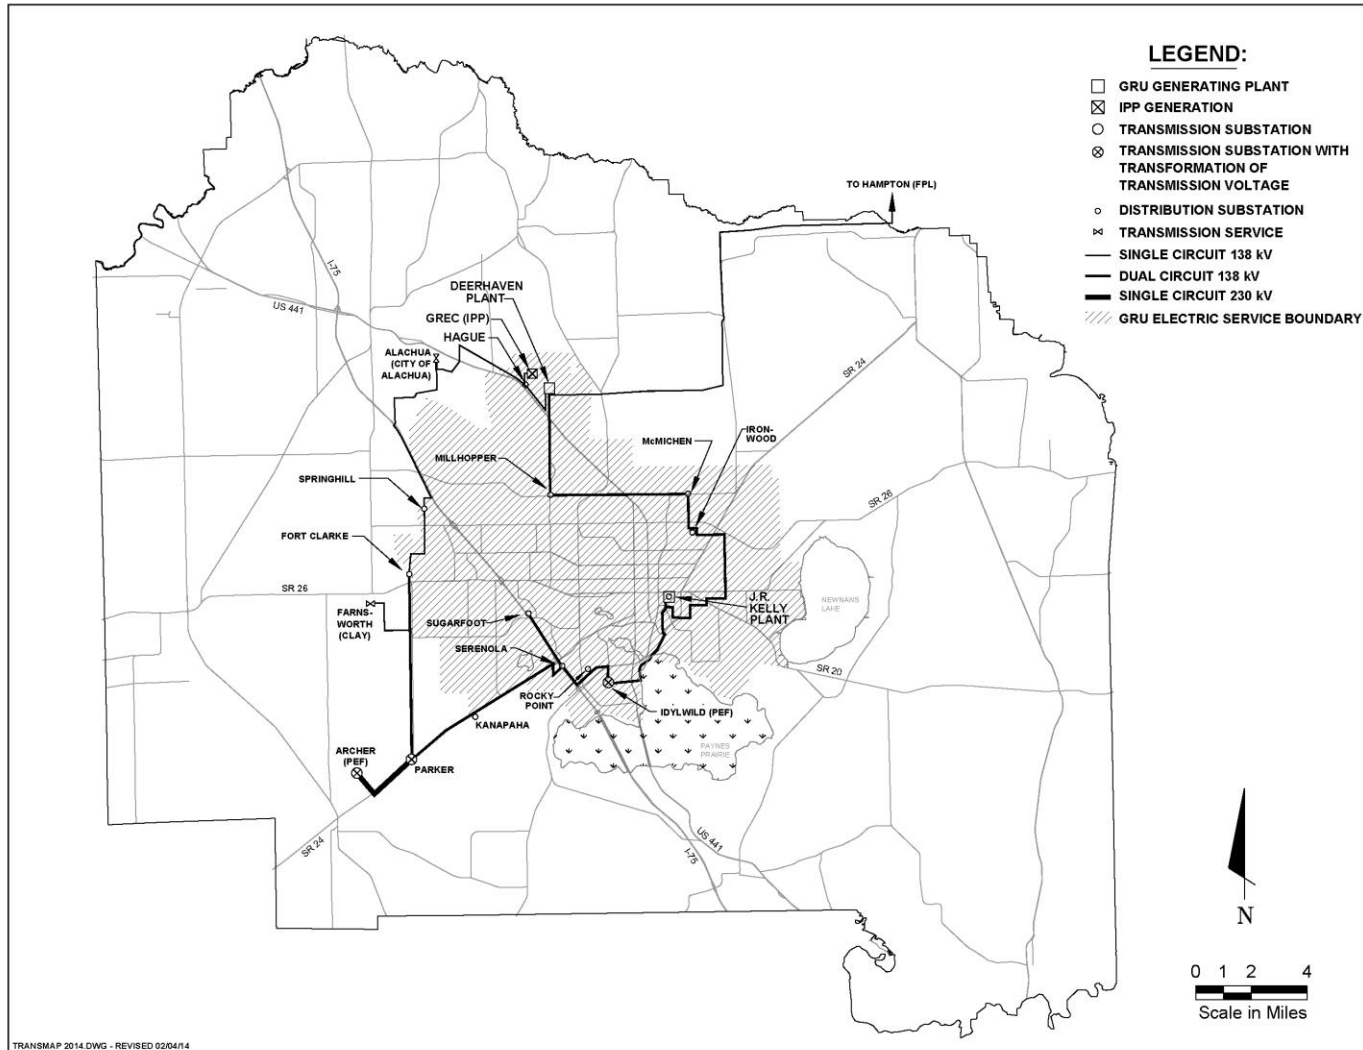 LEGEND:
GRU GENERATING PLANT
IPP GENERATION
TRANSMISSION SUBSTATION
TRANSMISSION SUBSTATION WITH
TRANSFORMATION OF
TRANSMISSION VOLTAGE
DISTRIBUTION SUBSTATION
TRANSMISSION SERVICE
SINGLE CIRCUIT 138 kV
DUAL CIRCUIT 138 kV
SINGLE CIRCUIT 230 kV
GRU ELECTRIC SERVICE BOUNDARY
TO HAMPTON (FPL)
I-75
US 441
DEERHAVEN
PLANT
GREC (IPP)
HAGUE
ALACHUA
(CITY OF
ALACHUA)
SR 24
IRON-
WOOD
McMICHEN
MILLHOPPER
SPRINGHILL
SR 26
FORT CLARKE
SR 26
FARNS-
WORTH
(CLAY)
J.R.
KELLY
PLANT
NEWNANS
LAKE
SUGARFOOT
SERENOLA
SR 20
ROCKY
POINT
IDYLWILD (PEF)
KANAPAHA
PAYNES
PRAIRIE
ARCHER
(PEF)
PARKER
SR 24
US 441
I-75
N
0 1 2 4
Scale in Miles
TRANSMAP 2014.DWG - REVISED 02/04/14